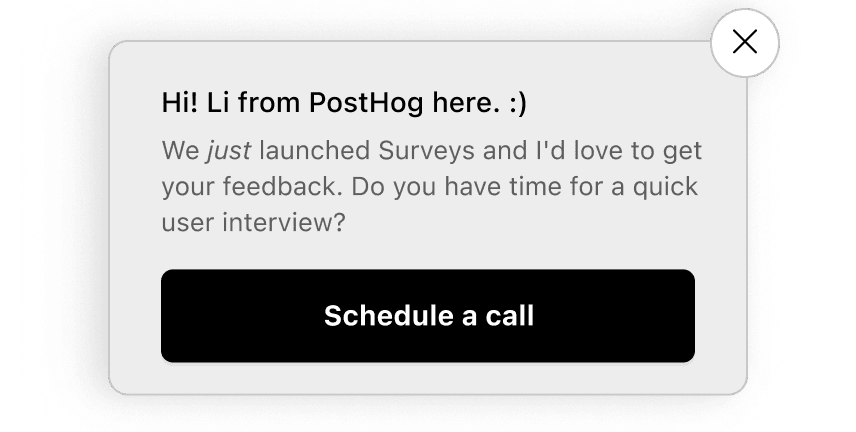 Hi! Li from PostHog here. :)
We just launched Surveys and I'd love to get
your feedback. Do you have time for a quick
user interview?
Schedule a call